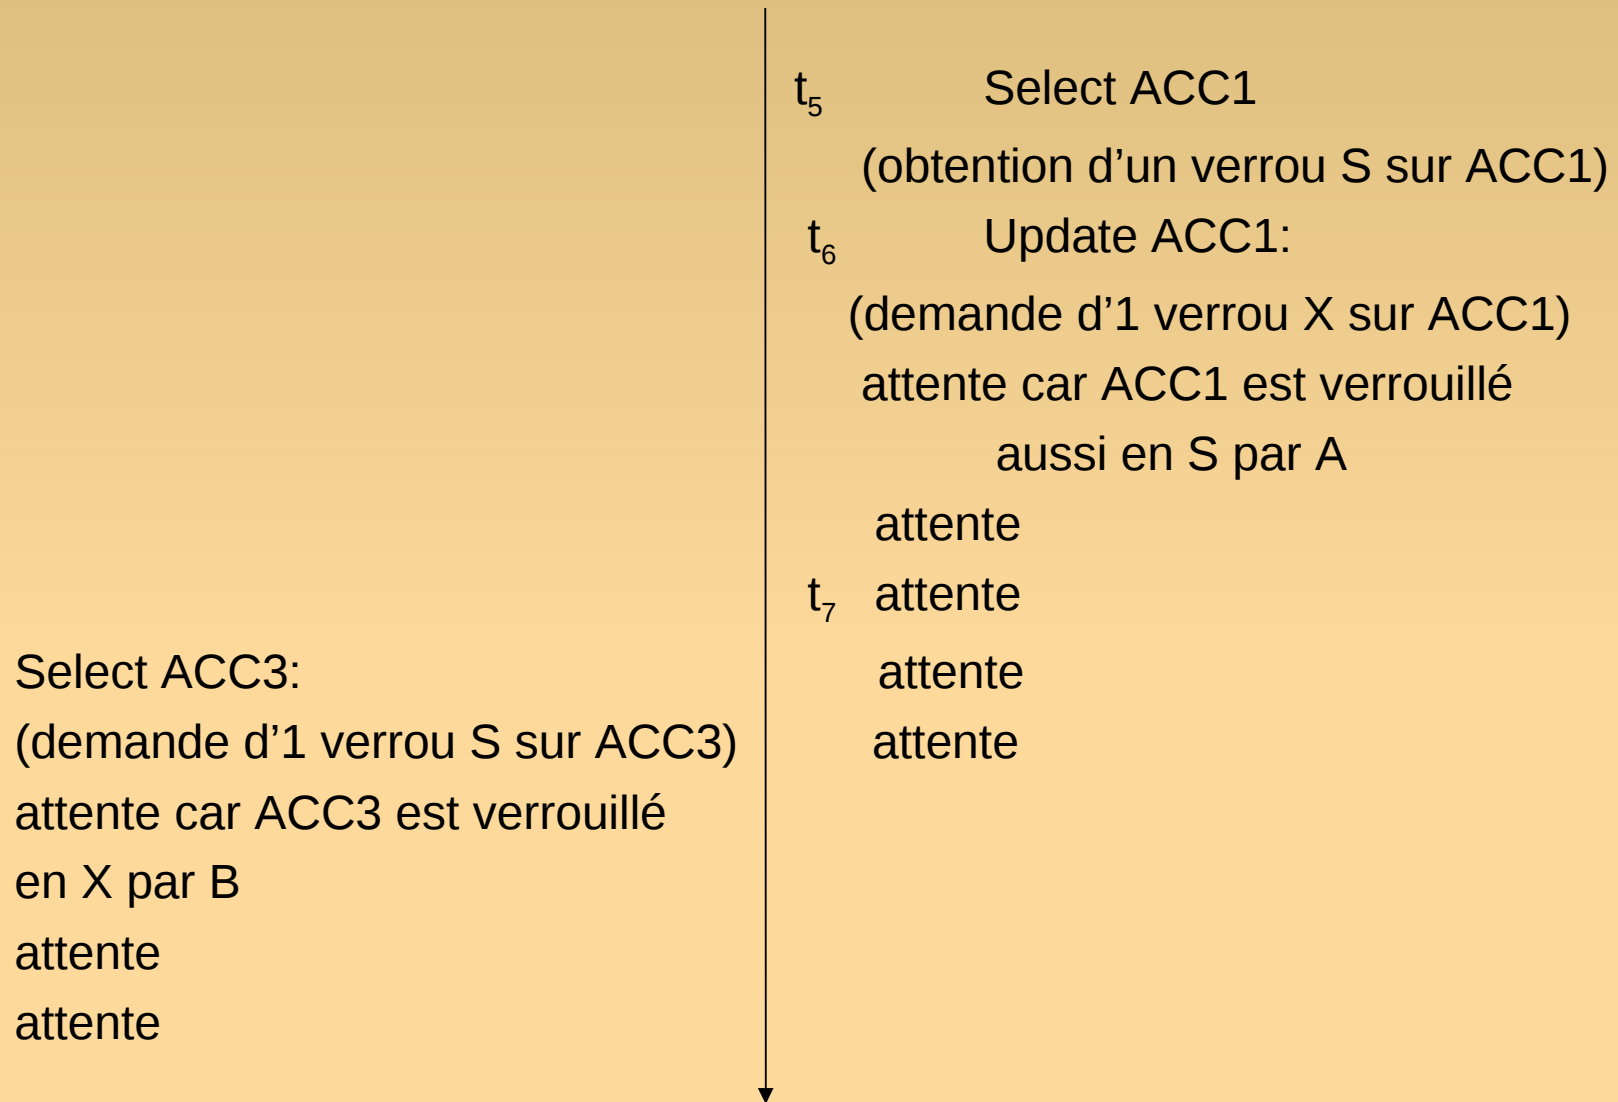 t5 Select ACC1
(obtention d’un verrou S sur ACC1)
t6 Update ACC1:
(demande d’1 verrou X sur ACC1)
attente car ACC1 est verrouillé
aussi en S par A
attente
t7 attente
Select ACC3: attente
(demande d’1 verrou S sur ACC3) attente
attente car ACC3 est verrouillé
en X par B
attente
attente